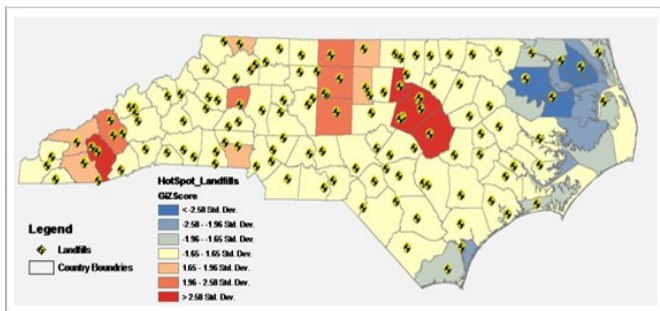 HotSpot_Landfills
GiZScore
< -2.58 Std. Dev.
-2.58 - -1.96 Std. Dev.
-1.96 - -1.65 Std. Dev.
-1.65 - 1.65 Std. Dev.
1.65 - 1.96 Std. Dev.
1.96 - 2.58 Std. Dev.
> 2.58 Std. Dev.
Legend
Landfills
Country Boundries